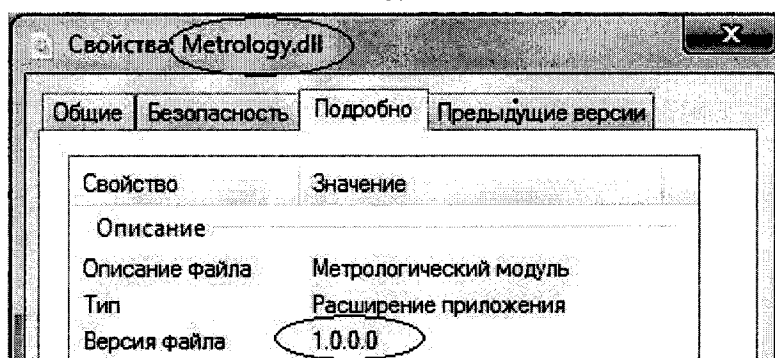 Свойства: Metrology.dll
Общие Безопасность Подробно Предыдущие версии
Свойство Значение
Описание
Описание файла Метрологический модуль
Тип Расширение приложения
Версия файла 1.0.0.0